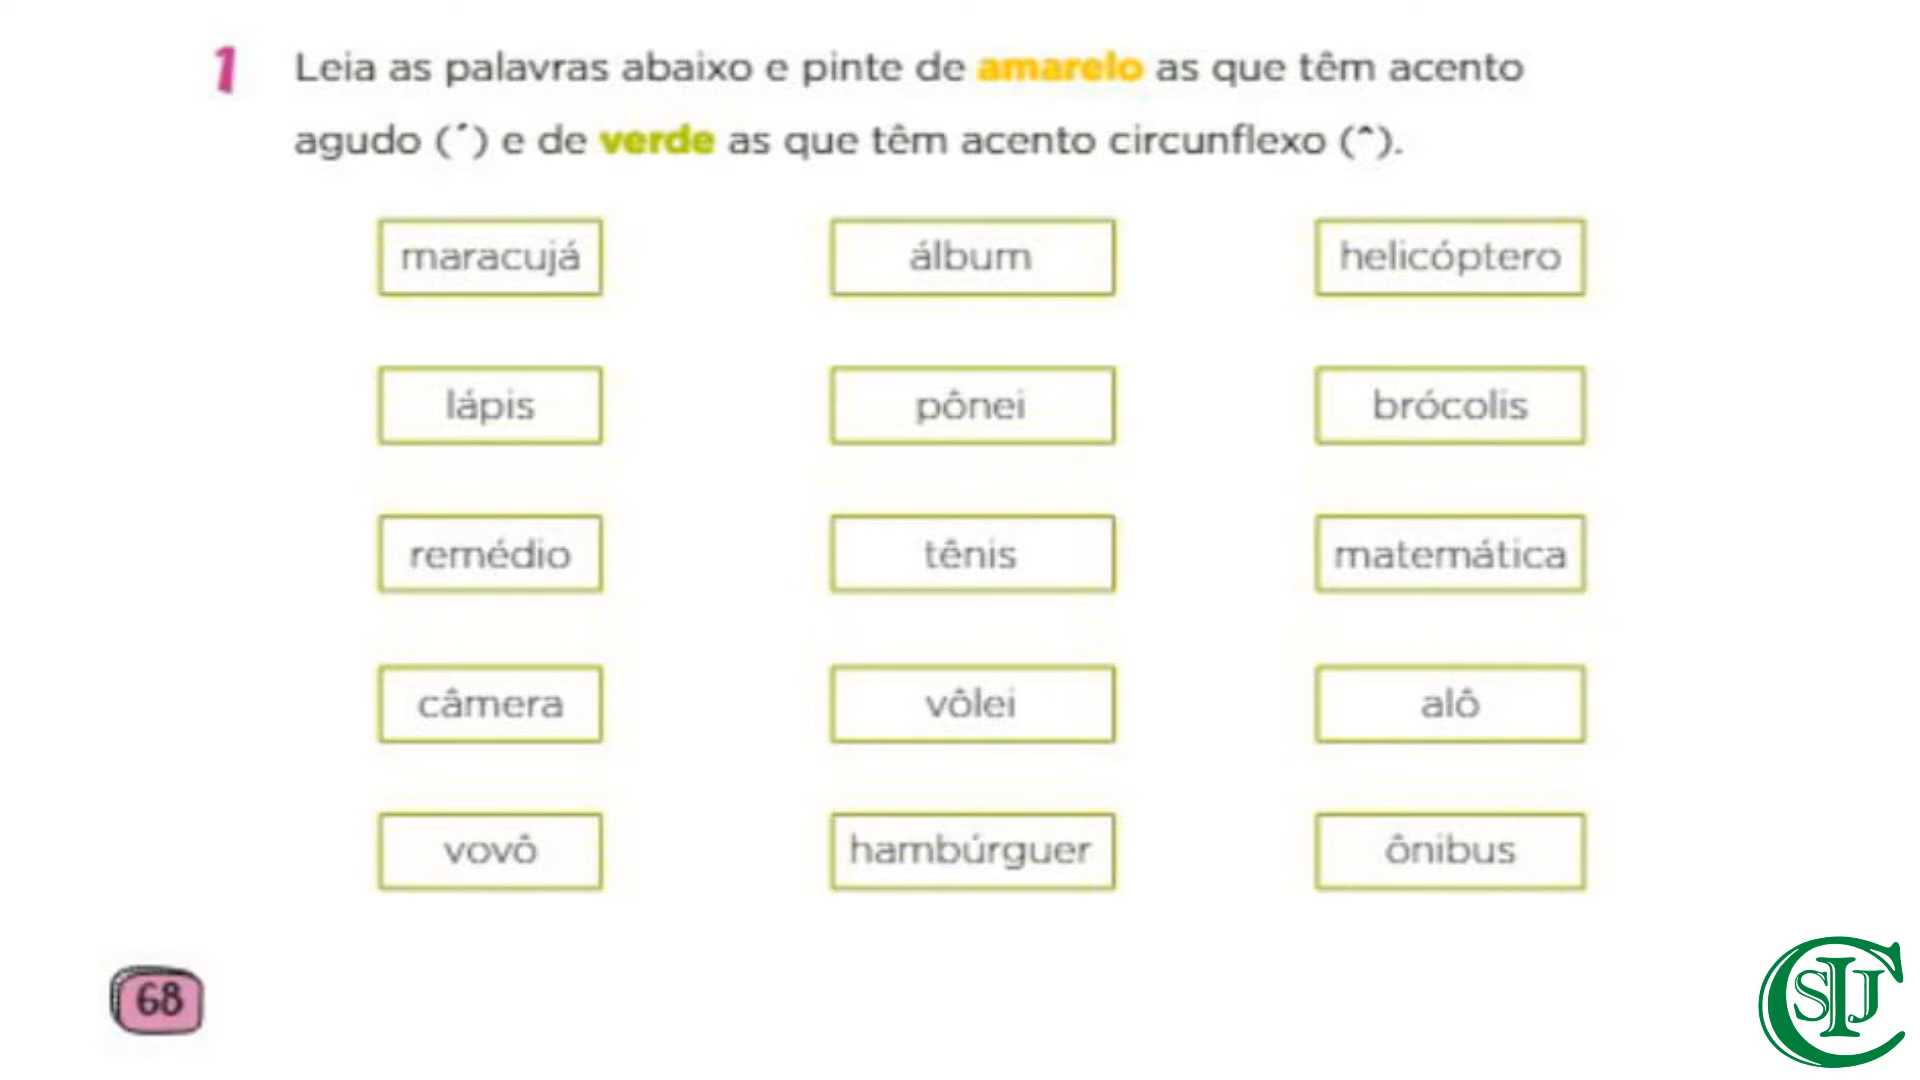 1 Leia as palavras abaixo e pinte de amarelo as que têm acento
agudo (´) e de verde as que têm acento circunflexo (^).
maracujá álbum helicóptero
lápis pônei brócolis
remédio tênis matemática
câmera vôlei alô
vovô hambúrguer ônibus
68
CSIJ